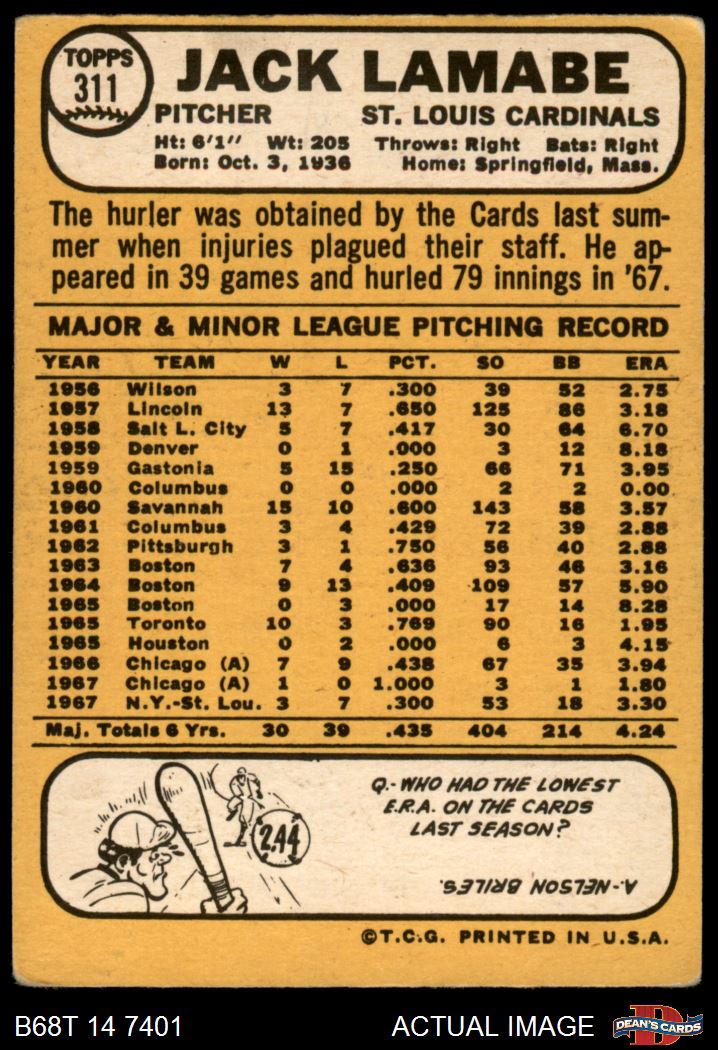 TOPPS
311
JACK LAMABE
PITCHER ST. LOUIS CARDINALS
Ht: 6'1" Wt: 205 Throws: Right Bats: Right
Born: Oct. 3, 1936 Home: Springfield, Mass.
The hurler was obtained by the Cards last sum-
mer when injuries plagued their staff. He ap-
peared in 39 games and hurled 79 innings in '67.
MAJOR & MINOR LEAGUE PITCHING RECORD
YEAR TEAM W L PCT. SO BB ERA
1956 Wilson 3 7 .300 39 52 2.75
1957 Lincoln 13 7 .650 125 86 3.18
1958 Salt L. City 5 7 .417 30 64 6.70
1959 Denver 0 1 .000 3 12 8.18
1959 Gastonia 5 15 .250 66 71 3.95
1960 Columbus 0 0 .000 2 2 0.00
1960 Savannah 15 10 .600 143 58 3.57
1961 Columbus 3 4 .429 72 39 2.88
1962 Pittsburgh 3 1 .750 56 40 2.88
1963 Boston 7 4 .636 93 46 3.16
1964 Boston 9 13 .409 109 57 5.90
1965 Boston 0 3 .000 17 14 8.28
1965 Toronto 10 3 .769 90 16 1.95
1965 Houston 0 2 .000 6 3 4.15
1966 Chicago (A) 7 9 .438 67 35 3.94
1967 Chicago (A) 1 0 1.000 3 1 1.80
1967 N.Y.-St. Lou. 3 7 .300 53 18 3.30
Maj. Totals 6 Yrs. 30 39 .435 404 214 4.24
2.44
Q.- WHO HAD THE LOWEST
E.R.A. ON THE CARDS
LAST SEASON?
A.- NELSON BRILES.
©T.C.G. PRINTED IN U.S.A.
B68T 14 7401 ACTUAL IMAGE DEAN'S CARDS